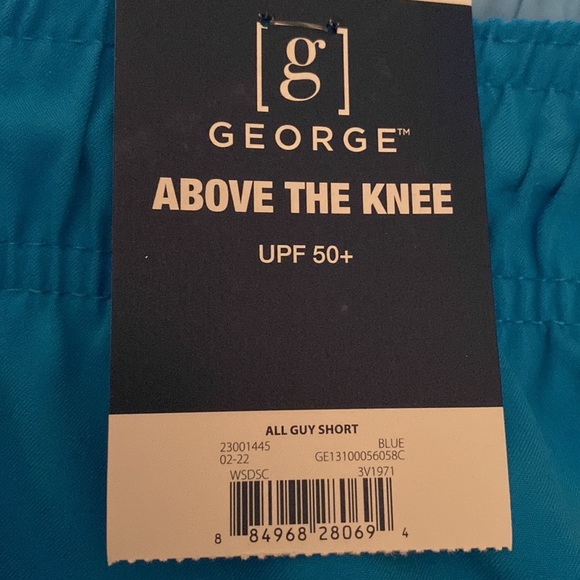 [g]
GEORGE™
ABOVE THE KNEE
UPF 50+
ALL GUY SHORT
23001445 BLUE
02-22 GE13100056058C
WSDSC 3V1971
8 84968 28069 4